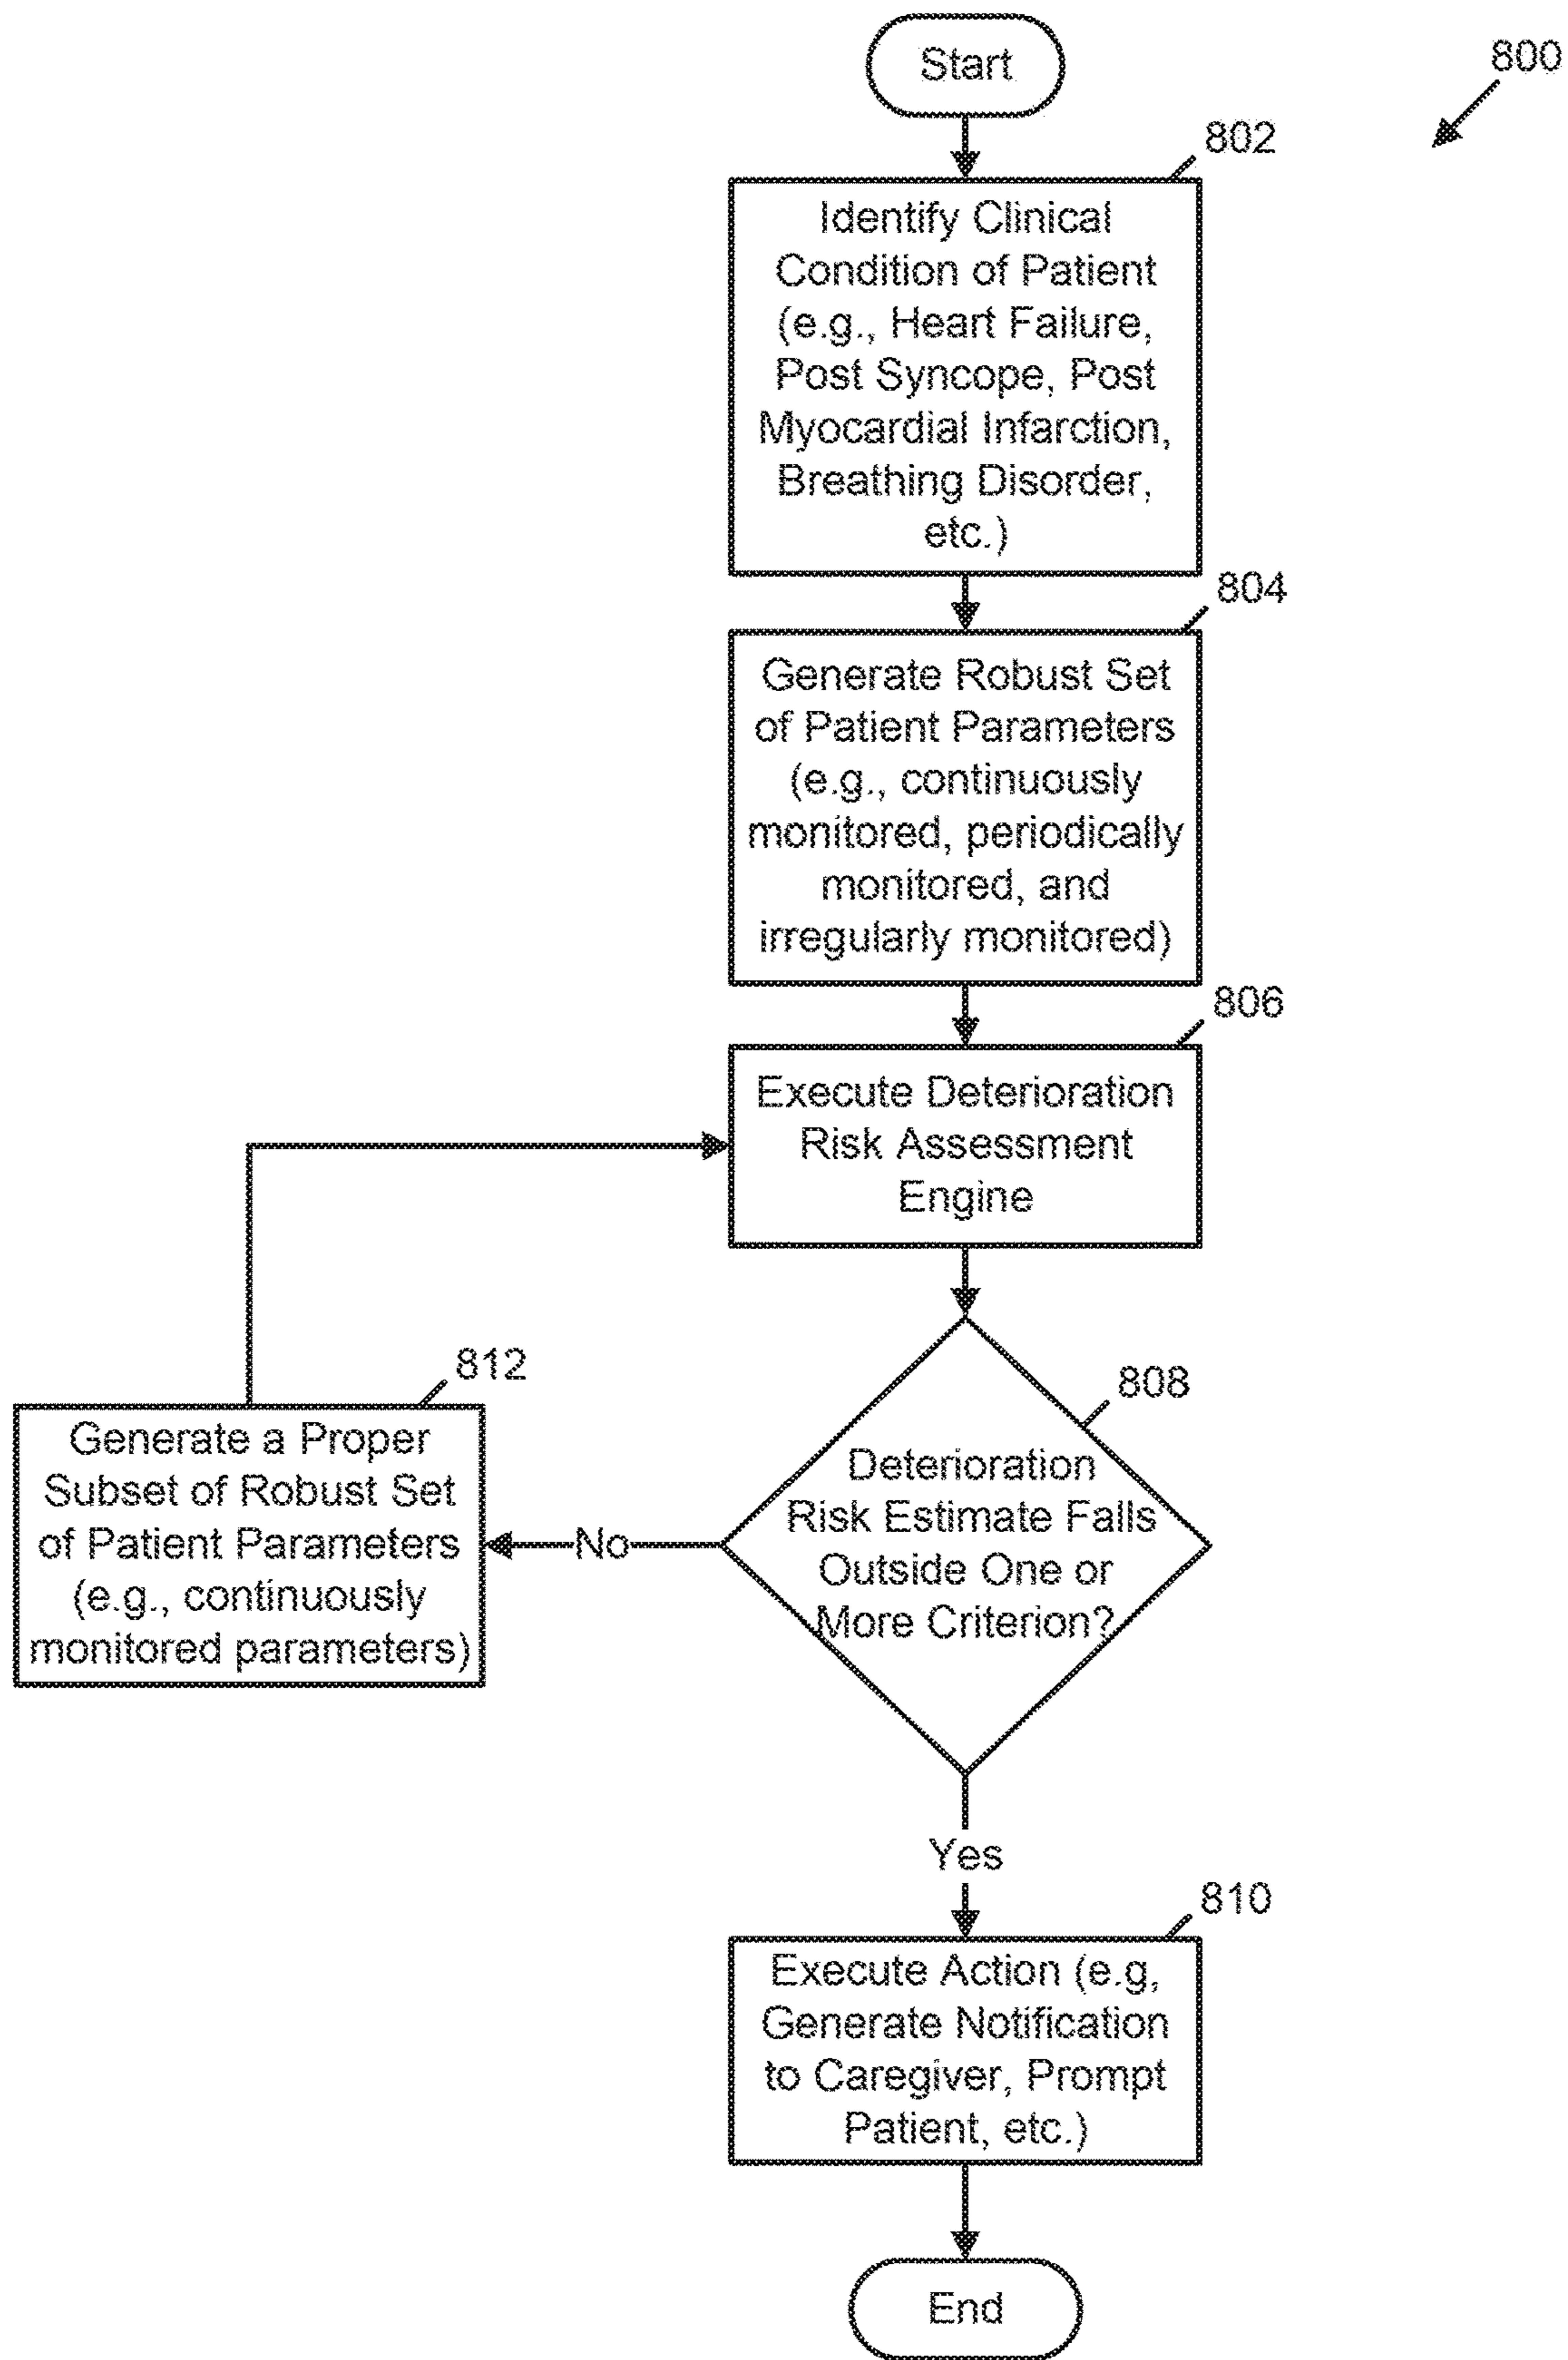 Start
800
802
Identify Clinical
Condition of Patient
(e.g., Heart Failure,
Post Syncope, Post
Myocardial Infarction,
Breathing Disorder,
etc.)
804
Generate Robust Set
of Patient Parameters
(e.g., continuously
monitored, periodically
monitored, and
irregularly monitored)
806
Execute Deterioration
Risk Assessment
Engine
808
Deterioration
Risk Estimate Falls
Outside One or
More Criterion?
No
812
Generate a Proper
Subset of Robust Set
of Patient Parameters
(e.g., continuously
monitored parameters)
Yes
810
Execute Action (e.g,
Generate Notification
to Caregiver, Prompt
Patient, etc.)
End